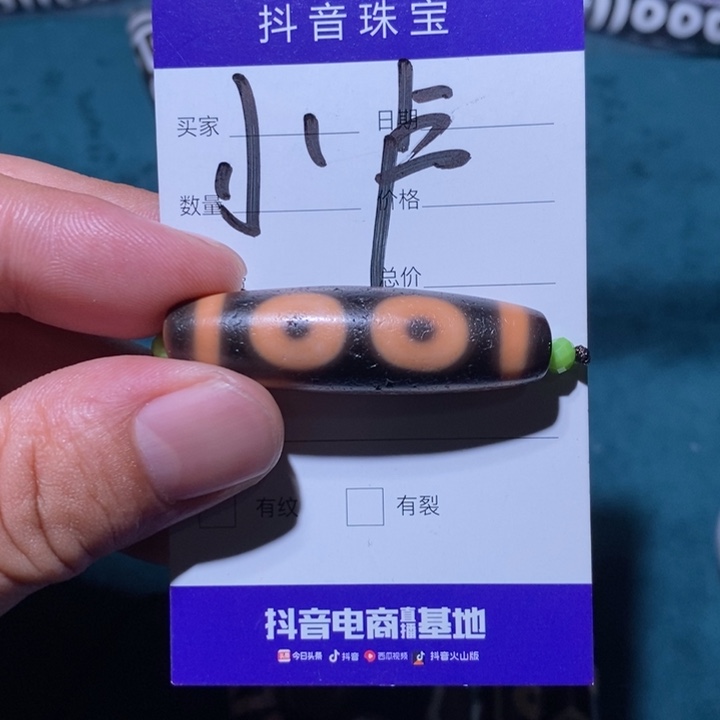 抖音珠宝
买家 日期
小卡
数量 价格
总价
有纹 有裂
抖音电商直播基地
今日头条 抖音 西瓜视频 抖音火山版